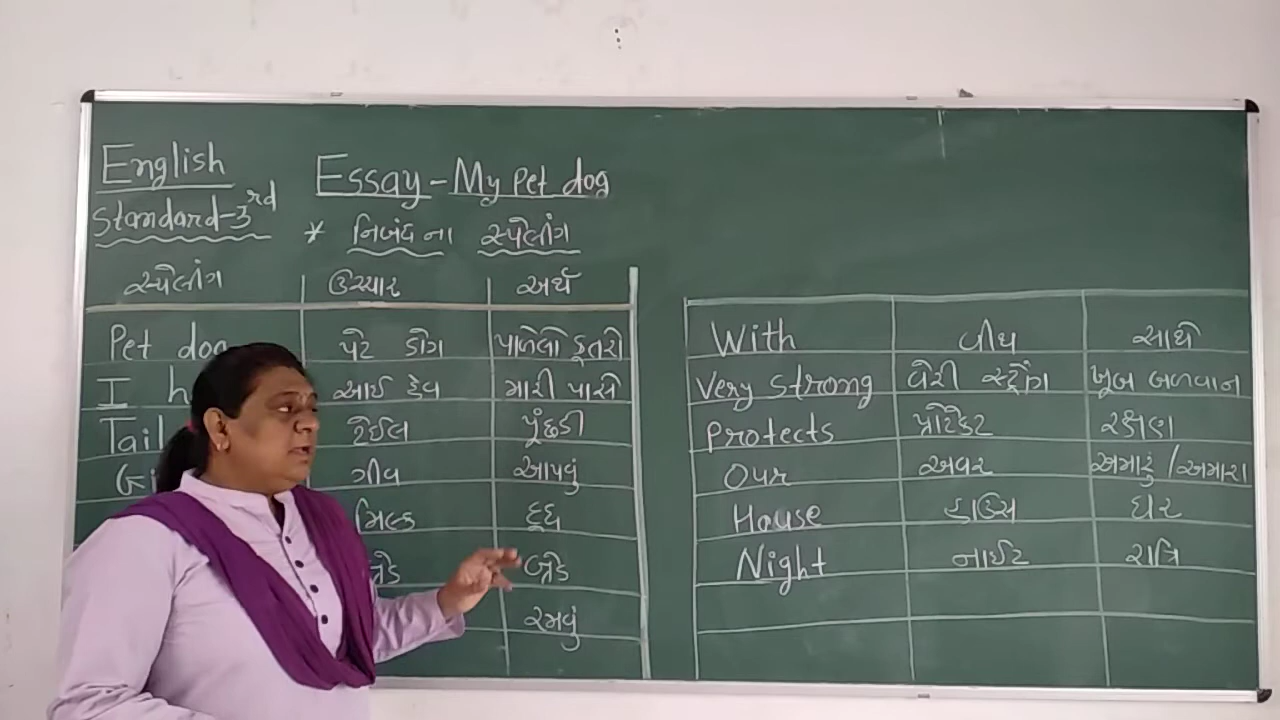 English
Standard-3rd
Essay - My Pet dog
* નિબંધ ના સ્પેલીંગ
સ્પેલીંગ ઉચ્ચાર અર્થ
Pet dog પેટ ડોગ પાળેલો કૂતરો
I h આઈ હેવ મારી પાસે
Tail ટેઈલ પૂંછડી
Gi ગીવ આપવું
મિલ્ક દૂધ
બ્રેડ બ્રેડ
રમવું
With વીથ સાથે
Very Strong વેરી સ્ટ્રોંગ ખૂબ બળવાન
Protects પ્રોટેક્ટ રક્ષણ
Our અવર અમારું / અમારા
House હાઉસ ઘર
Night નાઈટ રાત્રિ